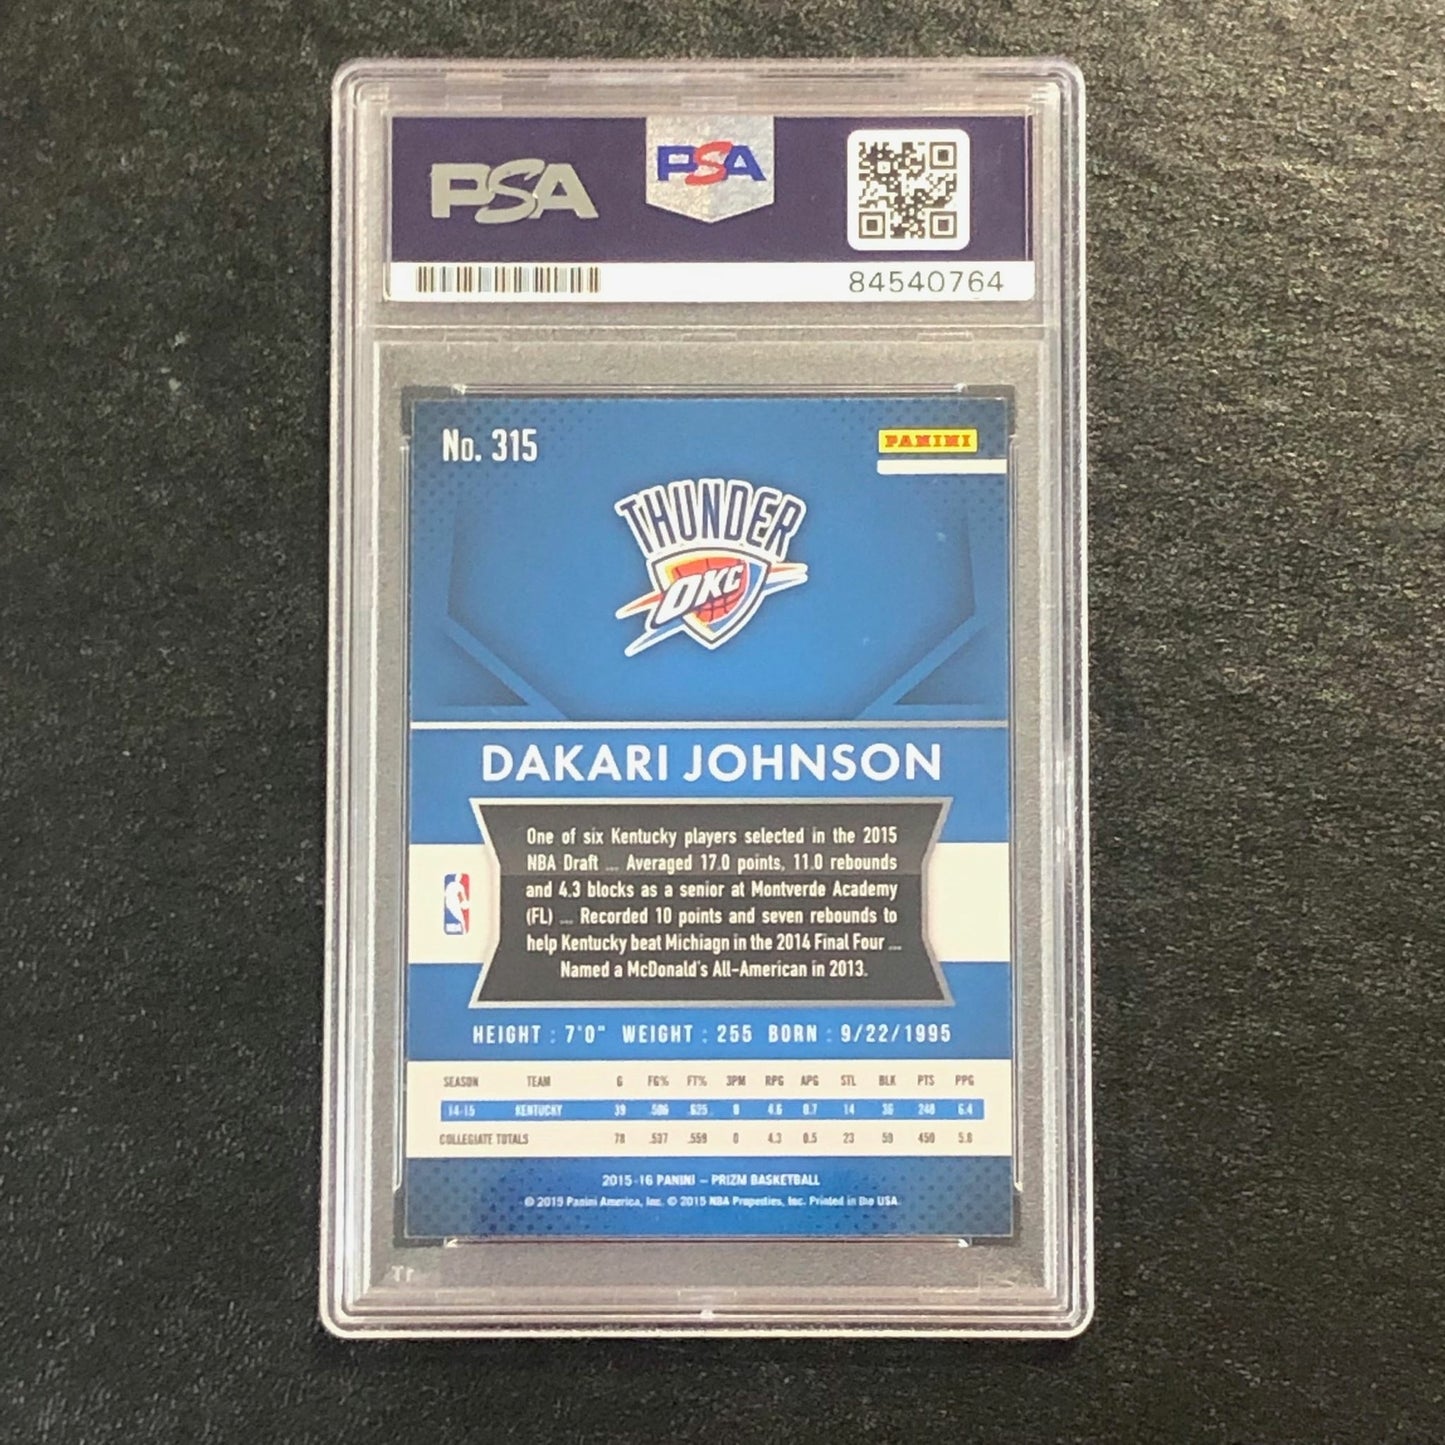 PSA
PSA
84540764
No. 315
PANINI
THUNDER
OKC
DAKARI JOHNSON
One of six Kentucky players selected in the 2015
NBA Draft ... Averaged 17.0 points, 11.0 rebounds
and 4.3 blocks as a senior at Montverde Academy
(FL) ... Recorded 10 points and seven rebounds to
help Kentucky beat Michiagn in the 2014 Final Four ...
Named a McDonald's All-American in 2013.
NBA
HEIGHT : 7'0" WEIGHT : 255 BORN : 9/22/1995
SEASON TEAM G FG% FT% 3PM RPG APG STL BLK PTS PPG
14-15 KENTUCKY 39 .506 .625 0 4.6 0.7 14 36 248 6.4
COLLEGIATE TOTALS 78 .537 .559 0 4.3 0.5 23 50 450 5.8
2015-16 PANINI – PRIZM BASKETBALL
© 2015 Panini America, Inc. © 2015 NBA Properties, Inc. Printed in the USA.